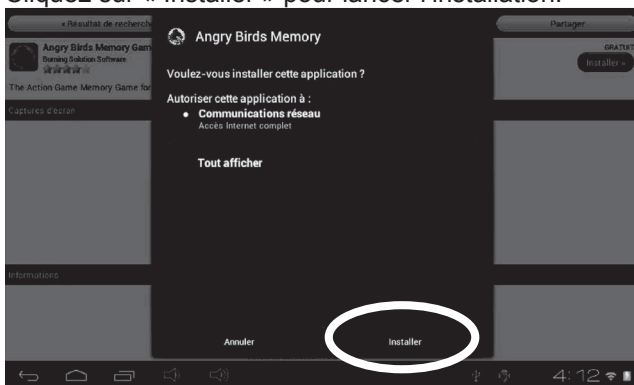 Cliquez sur « Installer » pour lancer l'installation.
« Résultat de recherch
Partager
Angry Birds Memory Gam
Burning Solution Software
GRATUIT
Installer »
The Action Game Memory Game for
Captures d'écran
Informations
Angry Birds Memory
Voulez-vous installer cette application ?
Autoriser cette application à :
• Communications réseau
Accès Internet complet
Tout afficher
Annuler
Installer
4:12